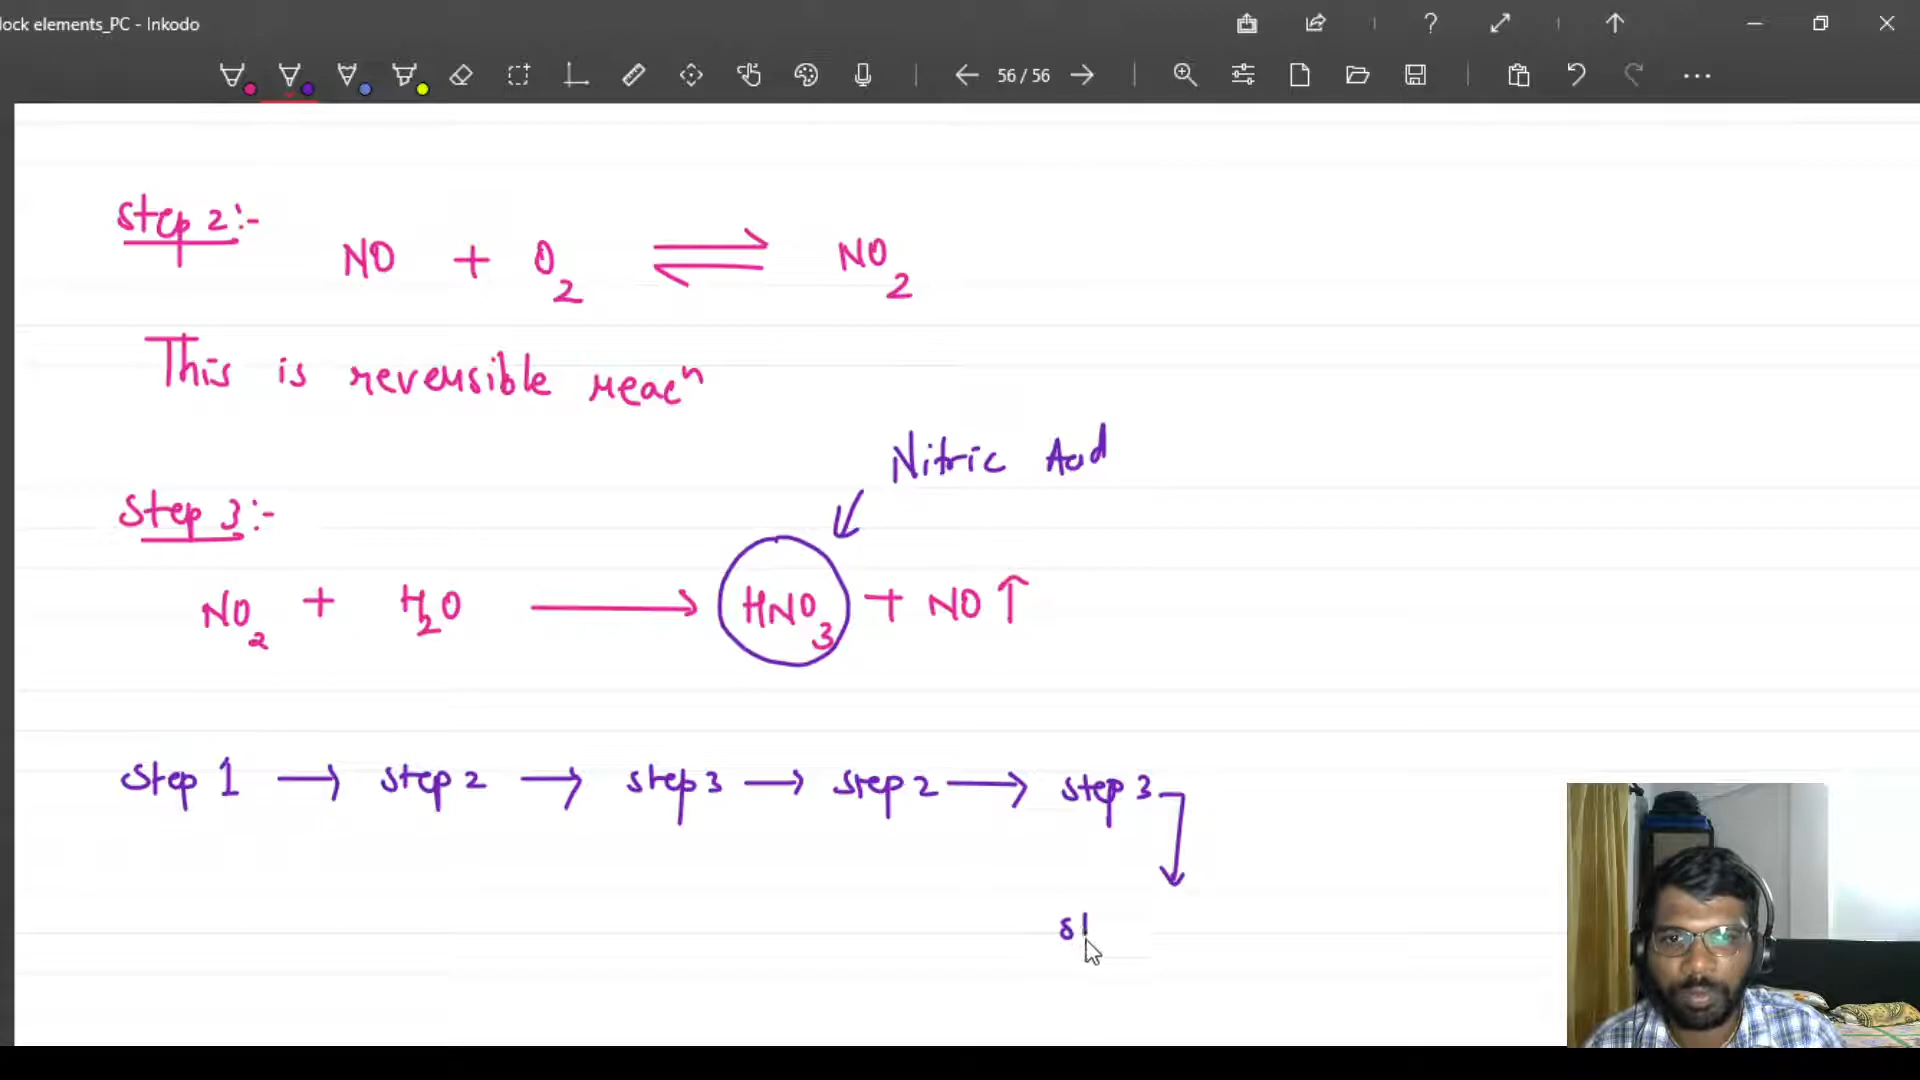 lock elements_PC - Inkodo
56 / 56
Step 2:-
NO + O₂ ⇌ NO₂
This is reversible reacⁿ
Nitric Acid
Step 3:-
NO₂ + H₂O ⟶ HNO₃ + NO ↑
Step 1 → step 2 → step 3 → step 2 → step 3